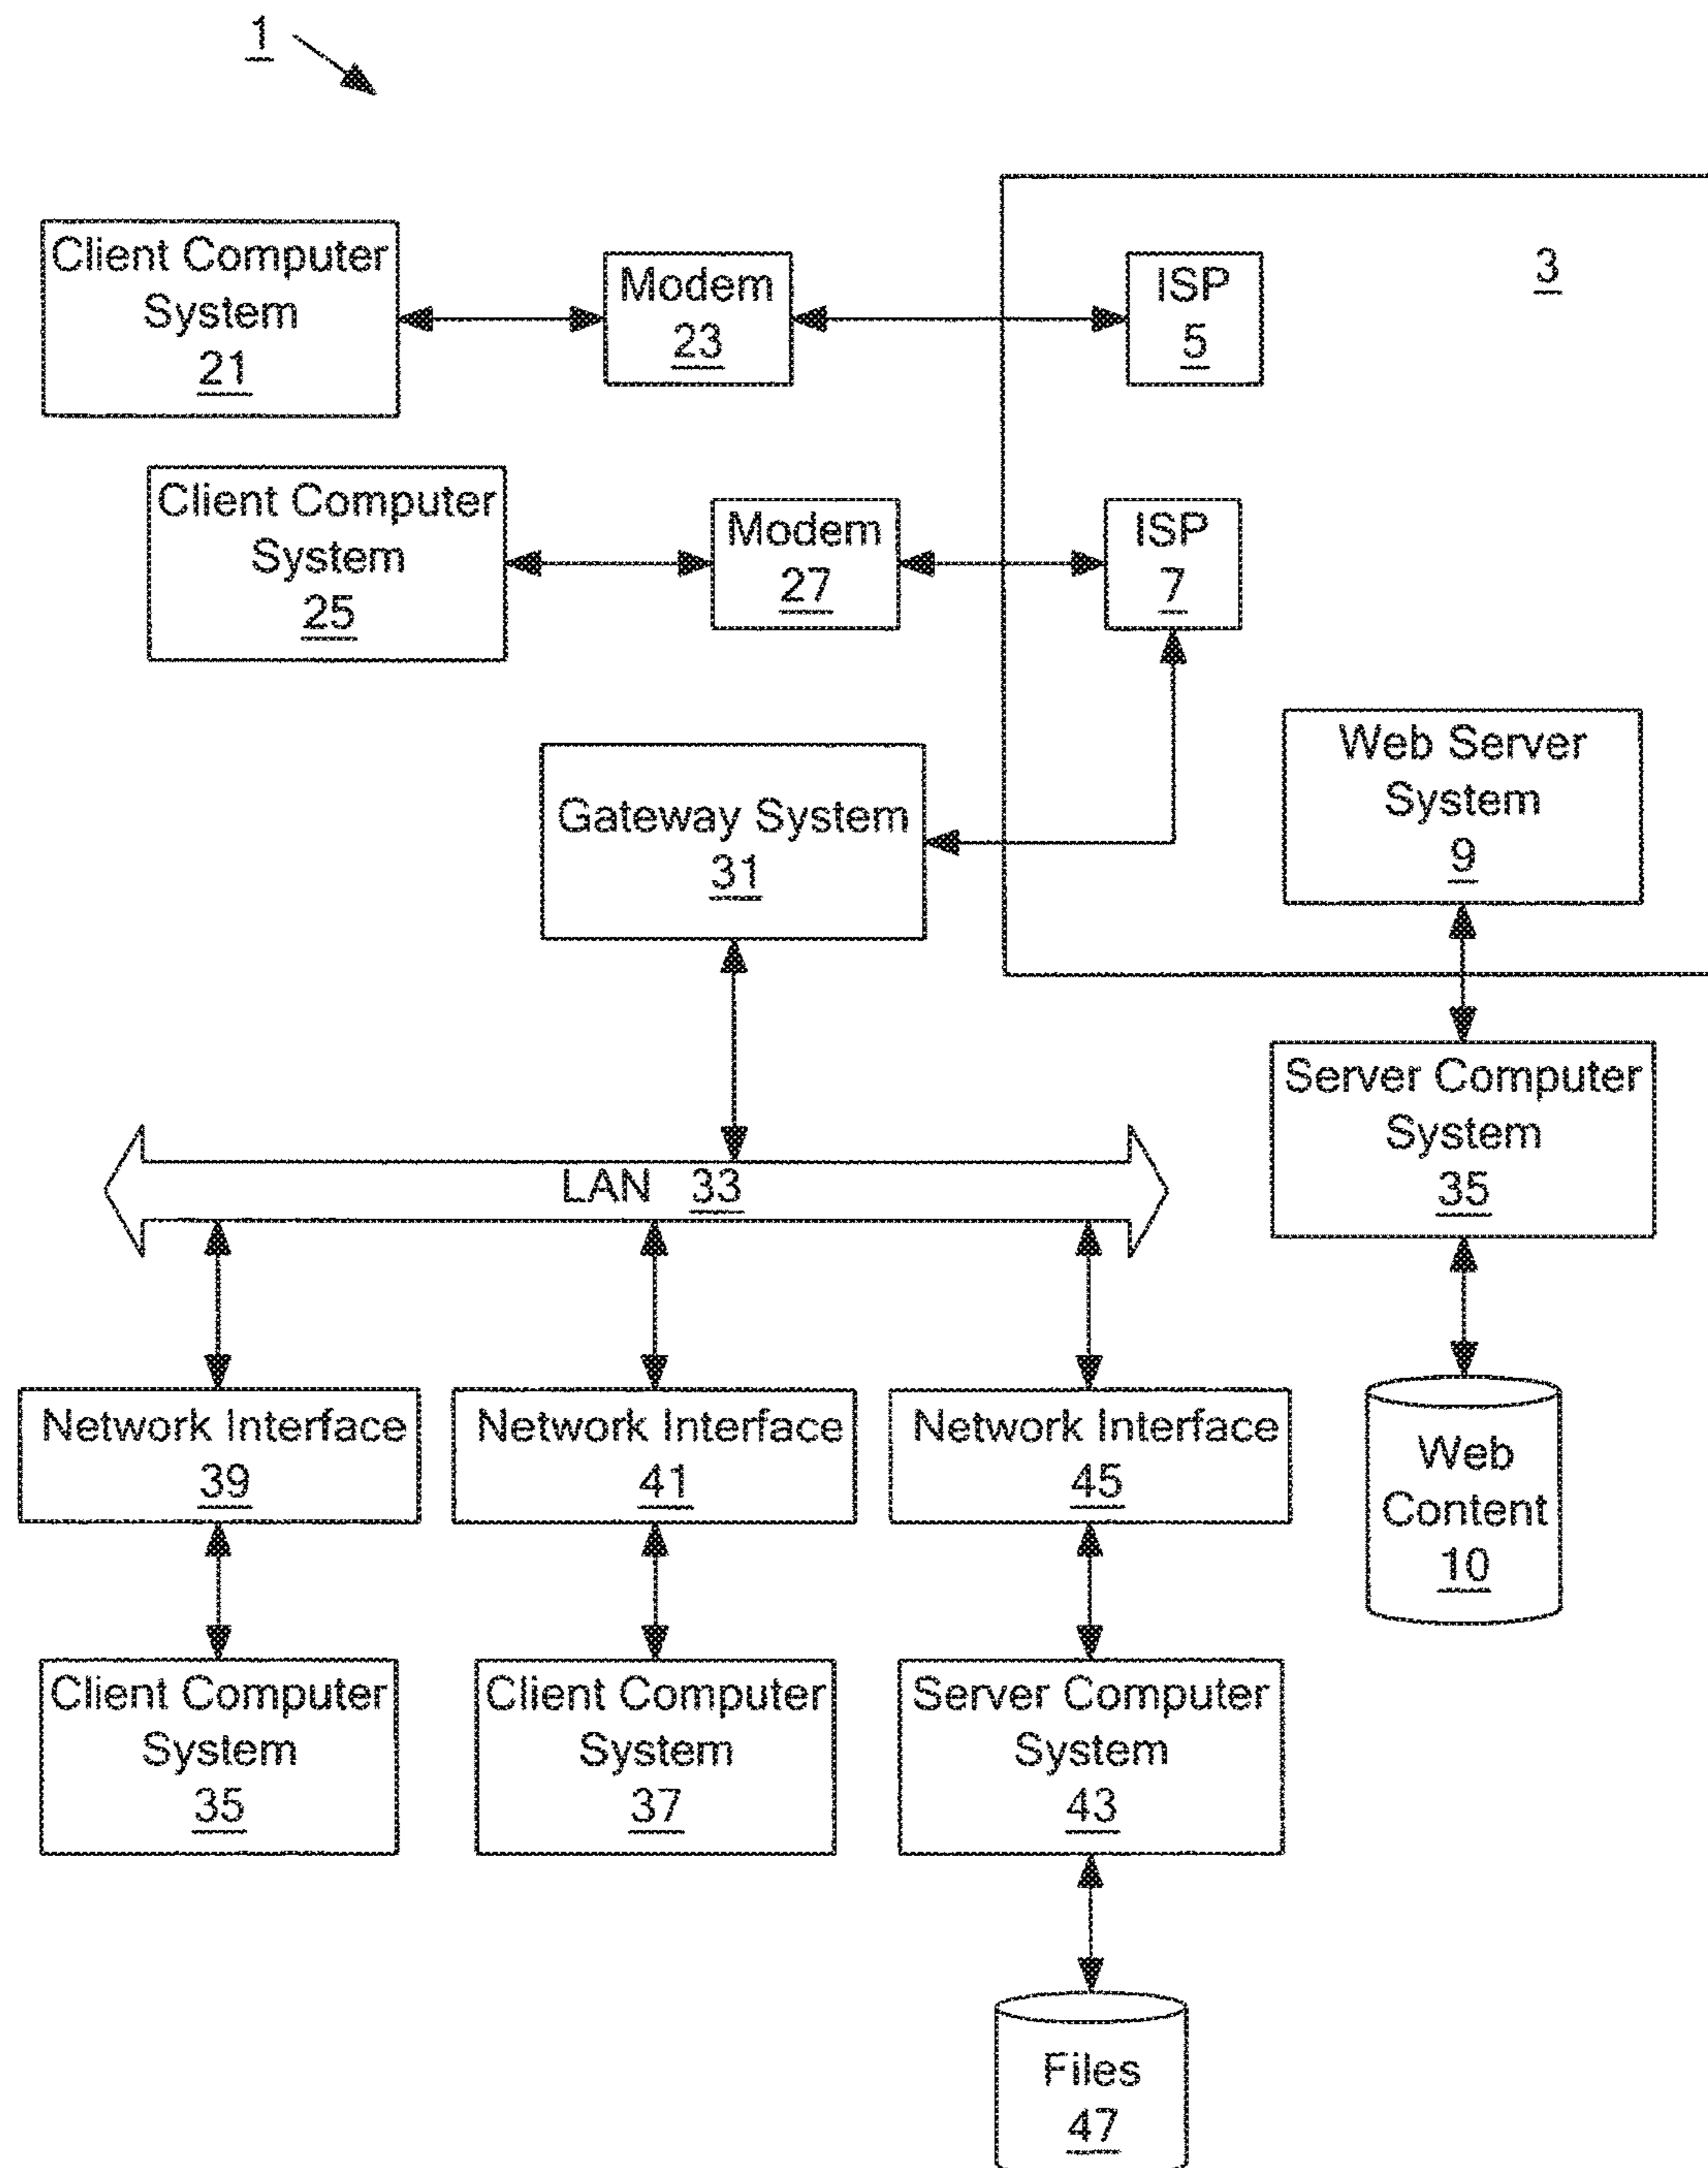 1
3
Client Computer
System
21
Modem
23
ISP
5
Client Computer
System
25
Modem
27
ISP
7
Gateway System
31
Web Server
System
9
Server Computer
System
35
LAN 33
Network Interface
39
Network Interface
41
Network Interface
45
Web
Content
10
Client Computer
System
35
Client Computer
System
37
Server Computer
System
43
Files
47